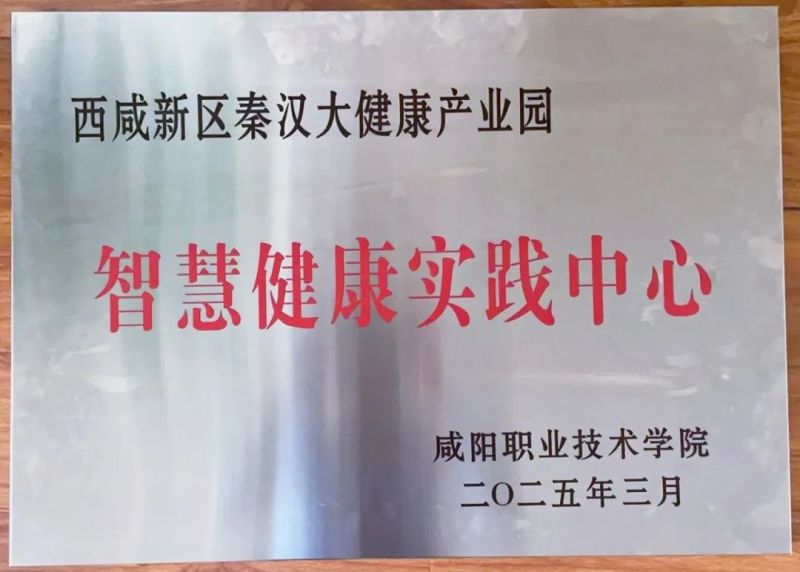 西咸新区秦汉大健康产业园
智慧健康实践中心
咸阳职业技术学院
二〇二五年三月